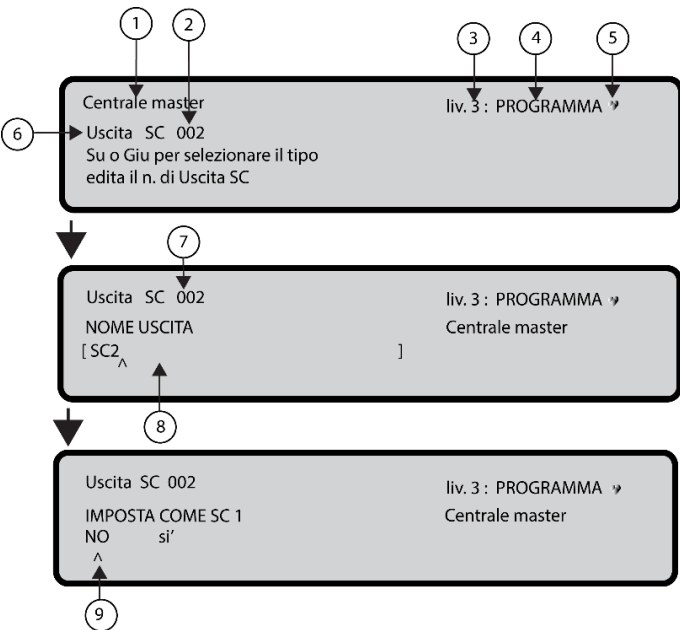 1 2 3 4 5
Centrale master liv. 3 : PROGRAMMA
6 Uscita SC 002
Su o Giu per selezionare il tipo
edita il n. di Uscita SC
7
Uscita SC 002 liv. 3 : PROGRAMMA
NOME USCITA Centrale master
[ SC2^ ]
8
Uscita SC 002 liv. 3 : PROGRAMMA
IMPOSTA COME SC 1 Centrale master
NO si'
^
9